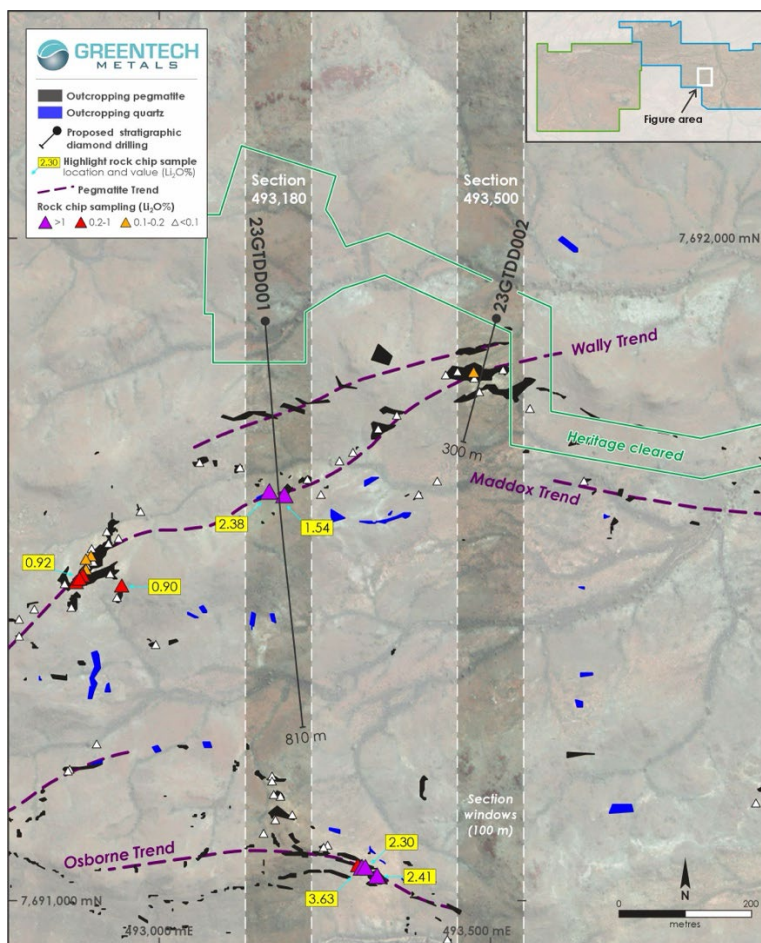 GREENTECH
METALS
Outcropping pegmatite
Outcropping quartz
Proposed stratigraphic
diamond drilling
2.30 Highlight rock chip sample
location and value (Li₂O%)
Pegmatite Trend
Rock chip sampling (Li₂O%)
>1 0.2-1 0.1-0.2 <0.1
Figure area
Section
493,180
Section
493,500
7,692,000 mN
23GTDD001
23GTDD002
Wally Trend
300 m
Heritage cleared
Maddox Trend
2.38
1.54
0.92
0.90
810 m
Section
windows
(100 m)
Osborne Trend
2.30
2.41
3.63
7,691,000 mN
N
0 200
metres
493,000 mE
493,500 mE